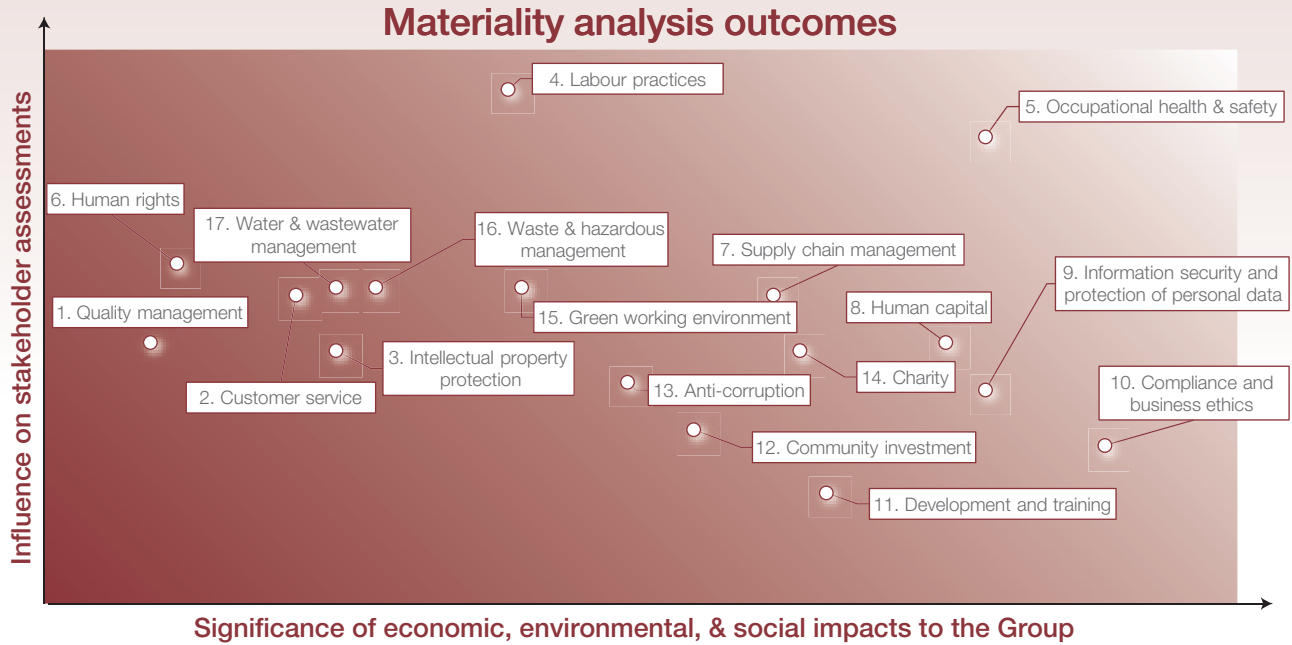 Materiality analysis outcomes
Influence on stakeholder assessments
4. Labour practices
5. Occupational health & safety
6. Human rights
17. Water & wastewater
management
16. Waste & hazardous
management
7. Supply chain management
9. Information security and
protection of personal data
1. Quality management
15. Green working environment
8. Human capital
3. Intellectual property
protection
2. Customer service
13. Anti-corruption
14. Charity
10. Compliance and
business ethics
12. Community investment
11. Development and training
Significance of economic, environmental, & social impacts to the Group